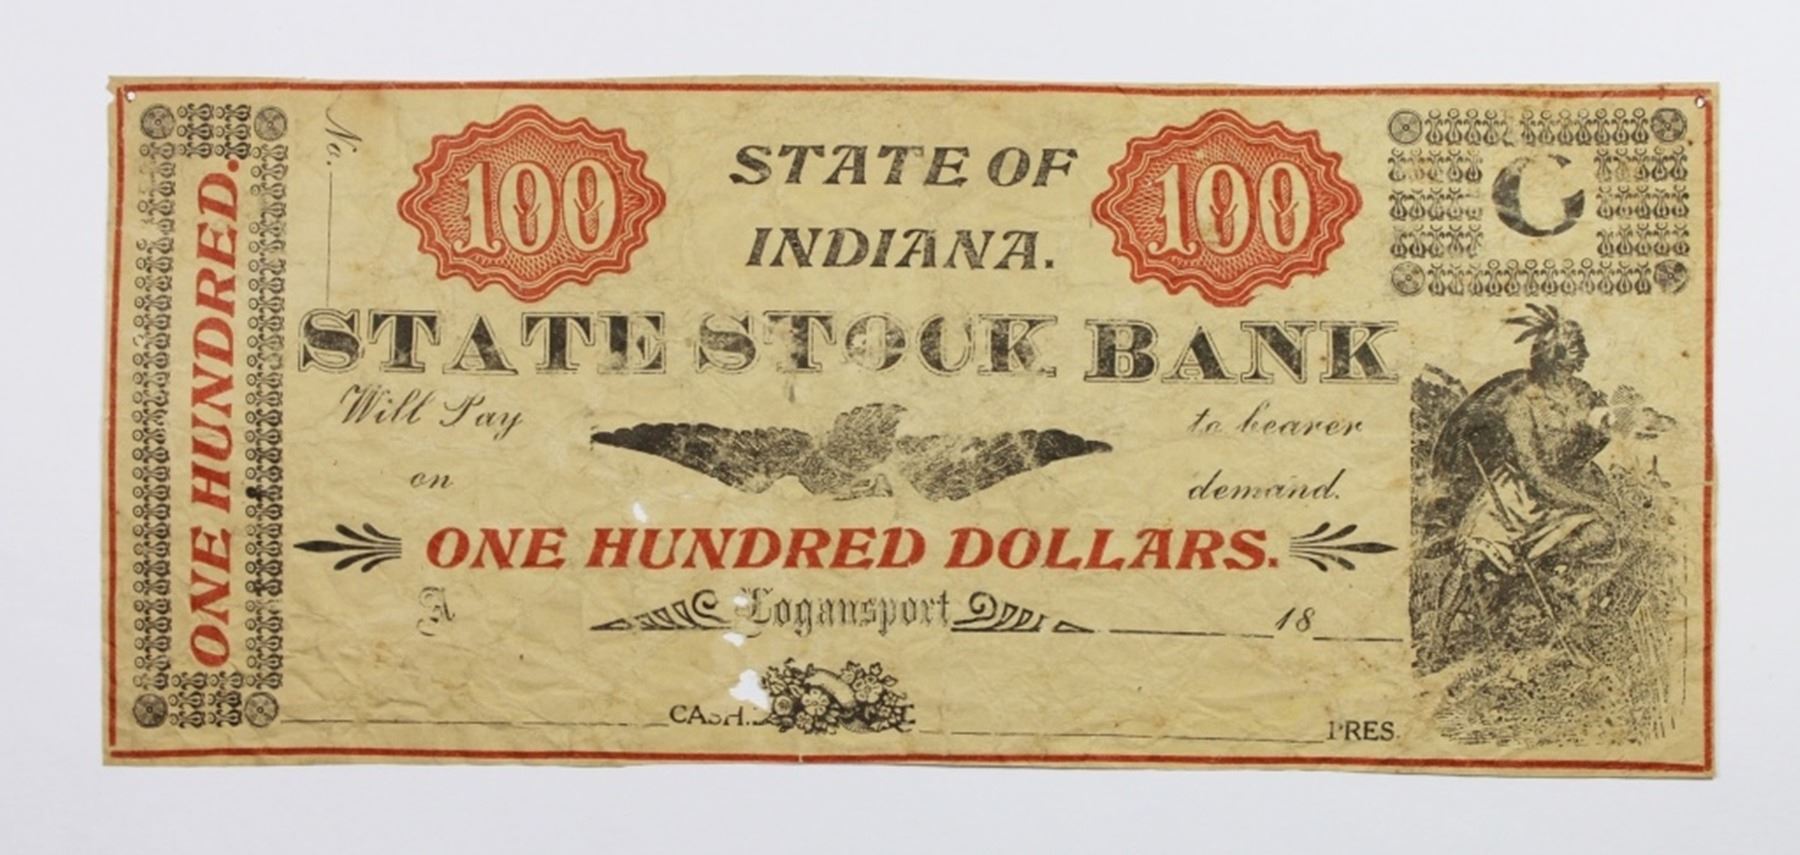 No.
100 STATE OF 100 C
INDIANA.
ONE HUNDRED.
STATE STOCK BANK
Will Pay to bearer
on demand.
ONE HUNDRED DOLLARS.
A Logansport 18
CASH. PRES.